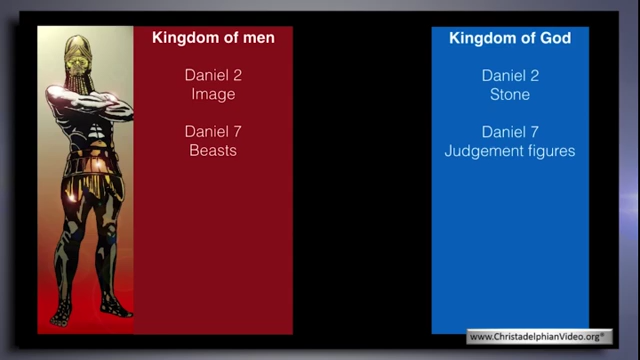 Kingdom of men
Daniel 2
Image
Daniel 7
Beasts
Kingdom of God
Daniel 2
Stone
Daniel 7
Judgement figures
www.ChristadelphianVideo.org®